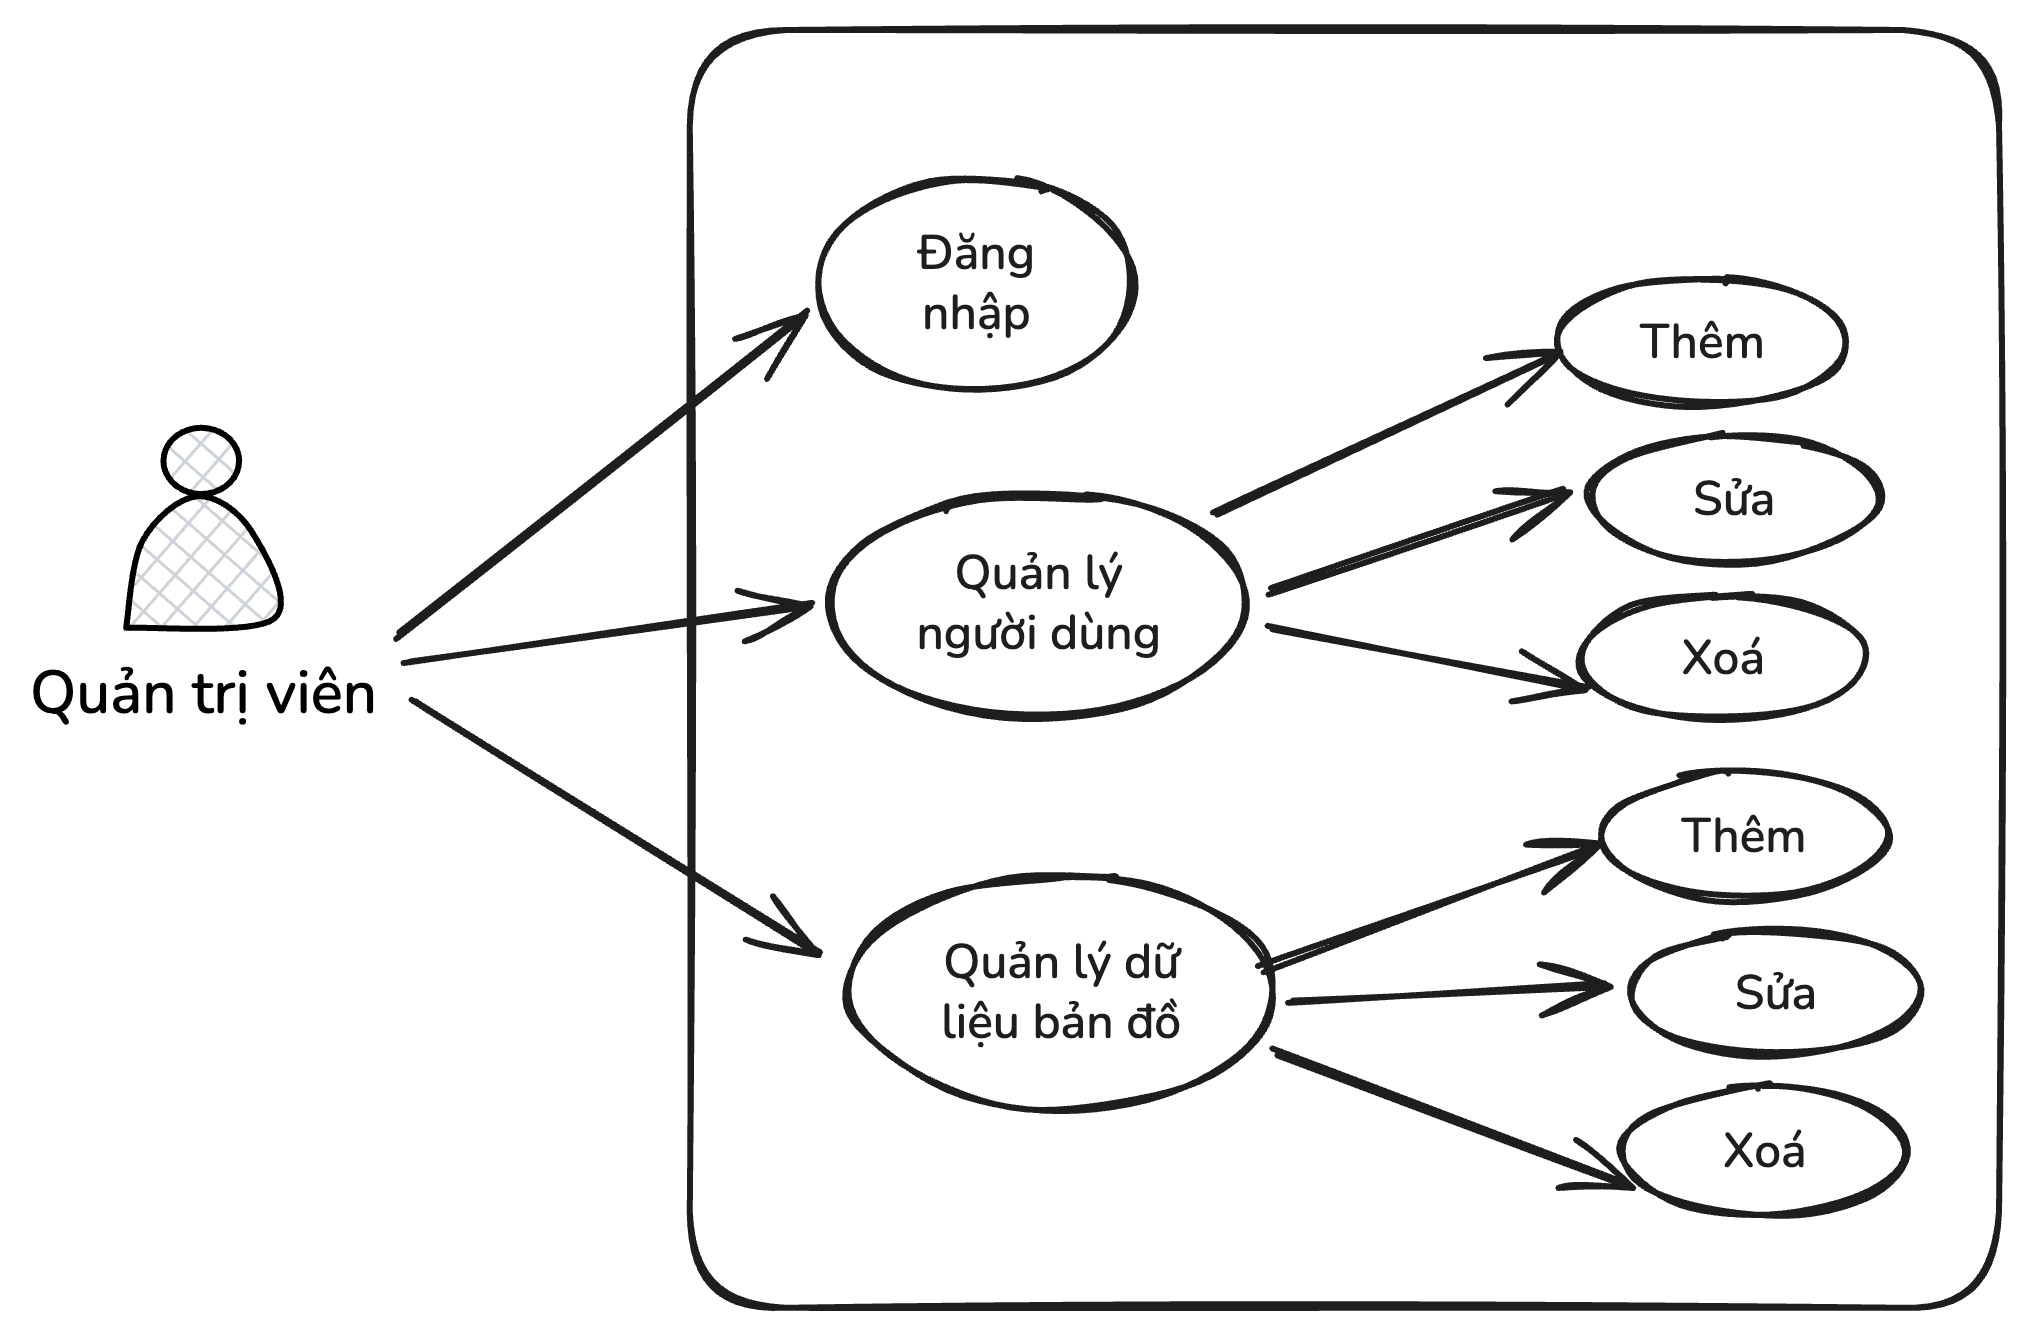 Quản trị viên
Đăng
nhập
Quản lý
người dùng
Thêm
Sửa
Xoá
Quản lý dữ
liệu bản đồ
Thêm
Sửa
Xoá